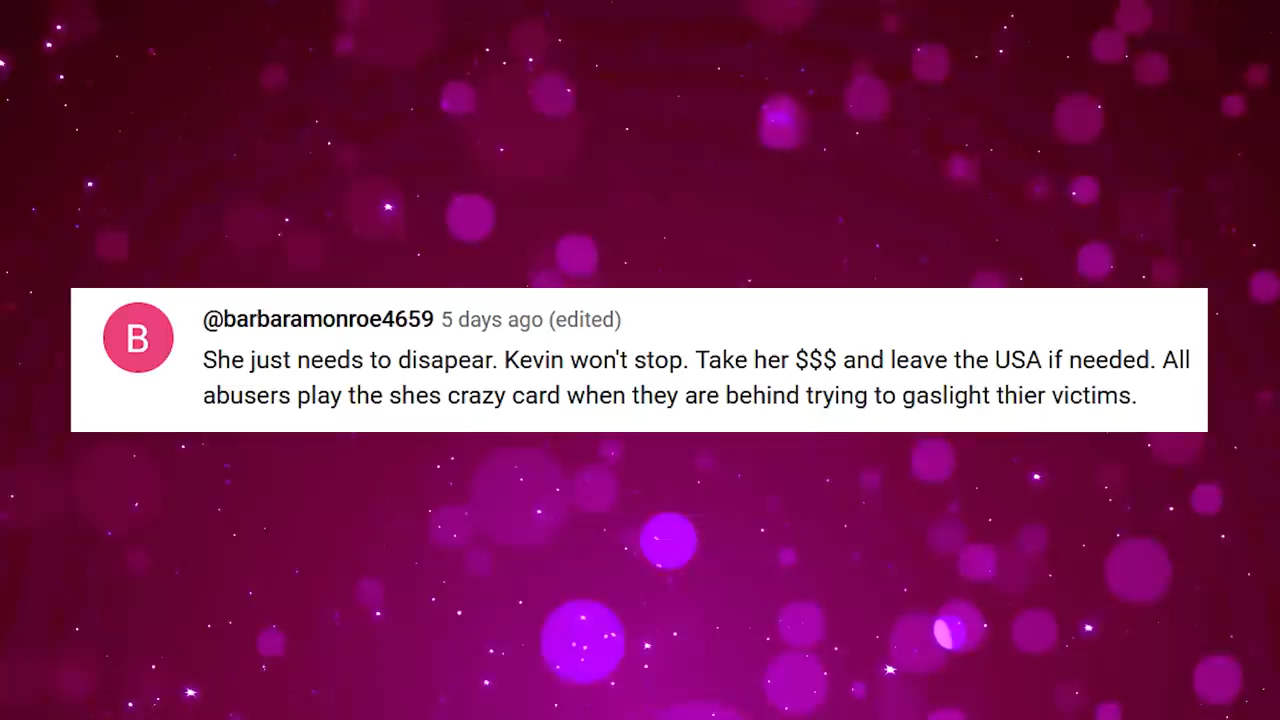 B
@barbaramonroe4659 5 days ago (edited)
She just needs to disapear. Kevin won't stop. Take her $$$ and leave the USA if needed. All
abusers play the shes crazy card when they are behind trying to gaslight thier victims.